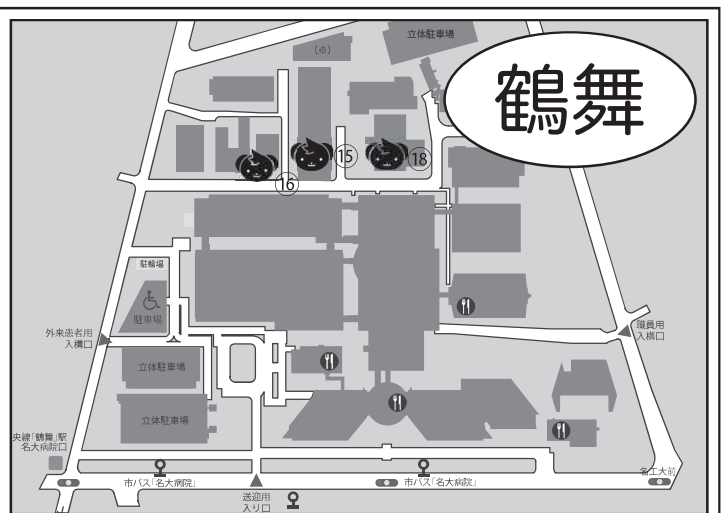 立体駐車場
(※)
鶴舞
15
18
16
駐輪場
駐車場
外来患者用
入構口
職員用
入構口
立体駐車場
立体駐車場
央線「鶴舞」駅
名大病院口
市バス「名大病院」
市バス「名大病院」
名工大前
送迎用
入り口